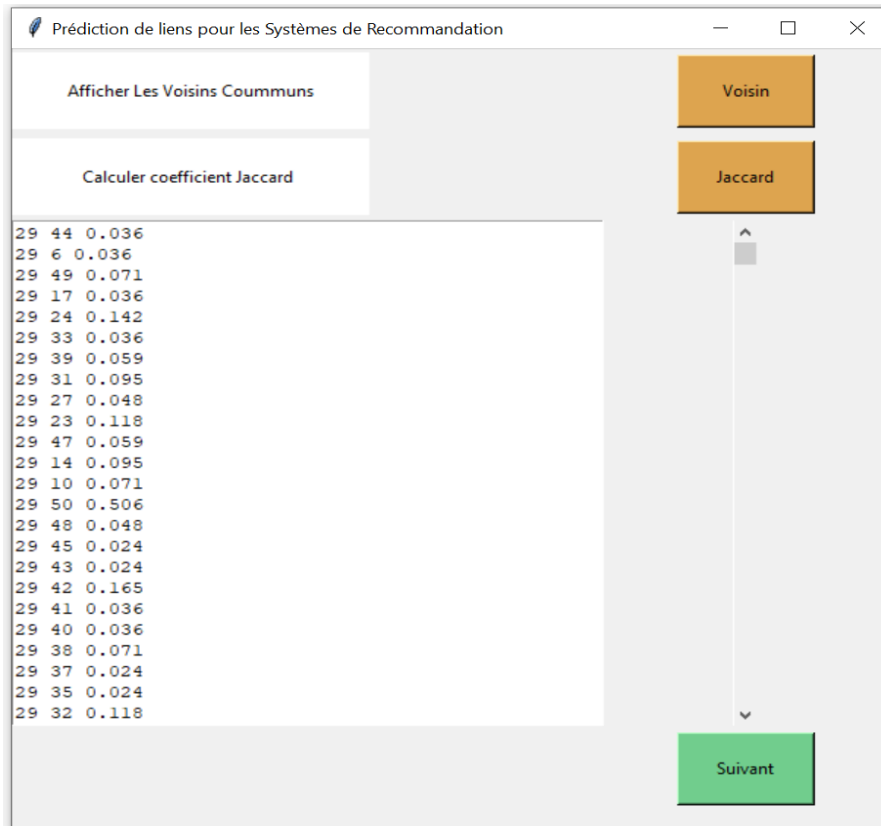 Prédiction de liens pour les Systèmes de Recommandation
Afficher Les Voisins Coummuns
Voisin
Calculer coefficient Jaccard
Jaccard
29 44 0.036
29 6 0.036
29 49 0.071
29 17 0.036
29 24 0.142
29 33 0.036
29 39 0.059
29 31 0.095
29 27 0.048
29 23 0.118
29 47 0.059
29 14 0.095
29 10 0.071
29 50 0.506
29 48 0.048
29 45 0.024
29 43 0.024
29 42 0.165
29 41 0.036
29 40 0.036
29 38 0.071
29 37 0.024
29 35 0.024
29 32 0.118
Suivant